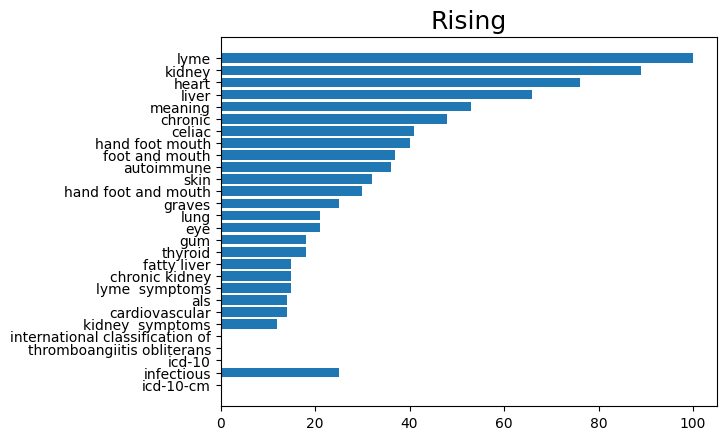 Rising
lyme
kidney
heart
liver
meaning
chronic
celiac
hand foot mouth
foot and mouth
autoimmune
skin
hand foot and mouth
graves
lung
eye
gum
thyroid
fatty liver
chronic kidney
lyme  symptoms
als
cardiovascular
kidney  symptoms
international classification of
thromboangiitis obliterans
icd-10
infectious
icd-10-cm
0 20 40 60 80 100